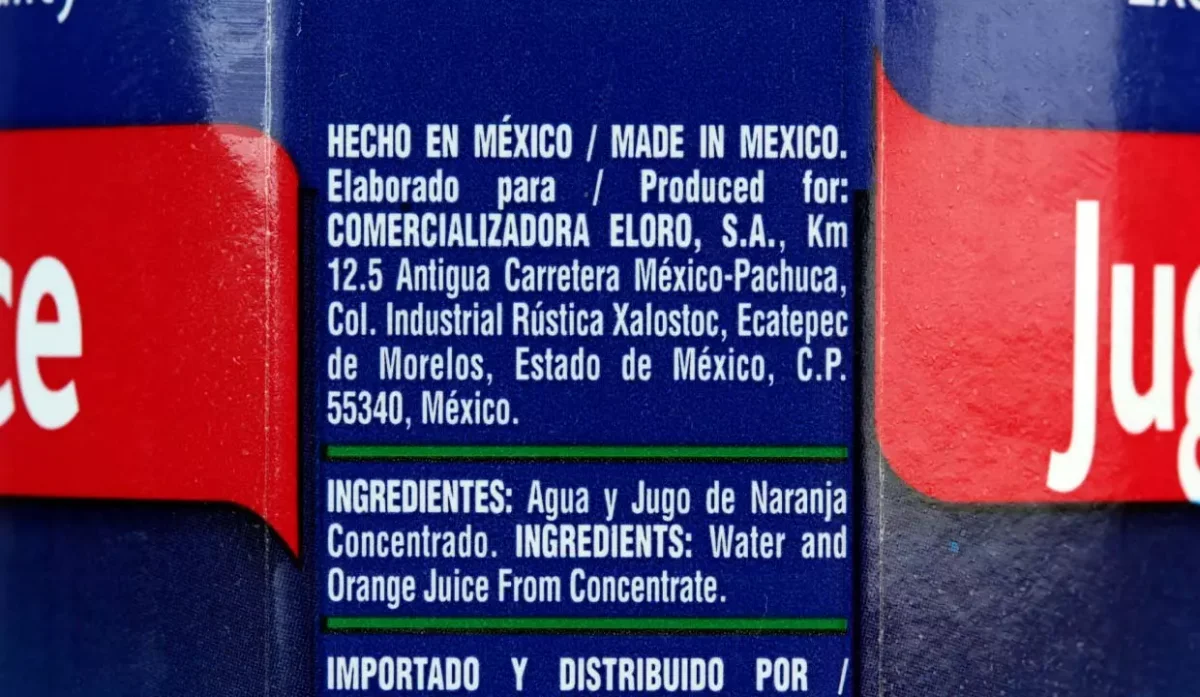 HECHO EN MÉXICO / MADE IN MEXICO.
Elaborado para / Produced for:
COMERCIALIZADORA ELORO, S.A., Km
12.5 Antigua Carretera México-Pachuca,
Col. Industrial Rústica Xalostoc, Ecatepec
de Morelos, Estado de México, C.P.
55340, México.
INGREDIENTES: Agua y Jugo de Naranja
Concentrado. INGREDIENTS: Water and
Orange Juice From Concentrate.
IMPORTADO Y DISTRIBUIDO POR /